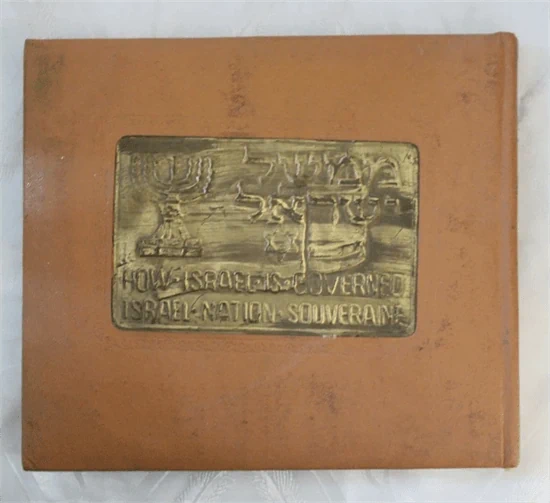 ממשל
ישראל
HOW·ISRAEL·IS·GOVERNED
ISRAEL·NATION·SOUVERAINE